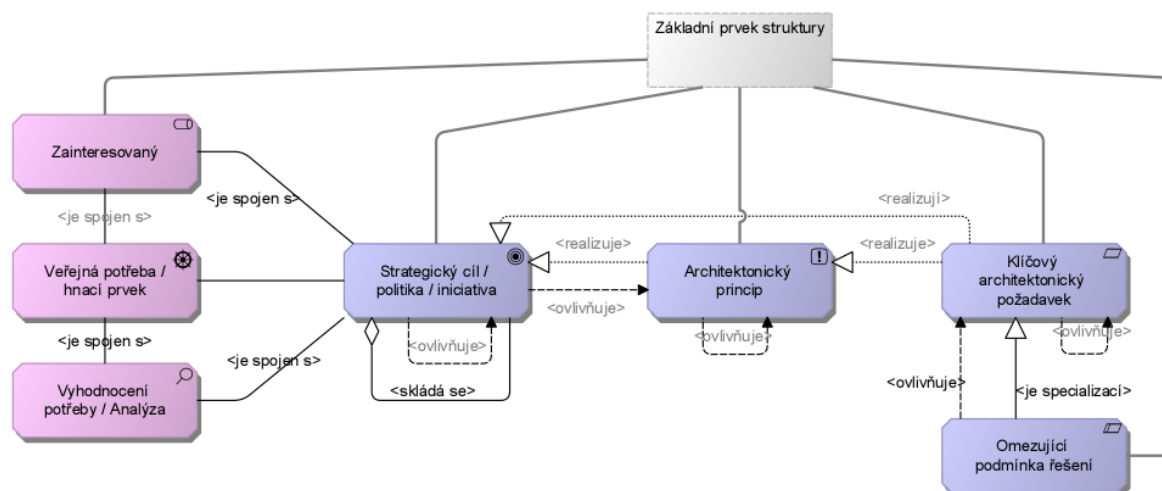 Základní prvek struktury
Zainteresovaný
<je spojen s>
<je spojen s>
<realizují>
Veřejná potřeba /
hnací prvek
Strategický cíl /
politika / iniciativa
<realizuje>
Architektonický
princip
<realizuje>
Klíčový
architektonický
požadavek
<ovlivňuje>
<je spojen s>
<je spojen s>
<ovlivňuje>
<ovlivňuje>
<ovlivňuje>
Vyhodnocení
potřeby / Analýza
<skládá se>
<ovlivňuje>
<je specializací>
Omezující
podmínka řešení